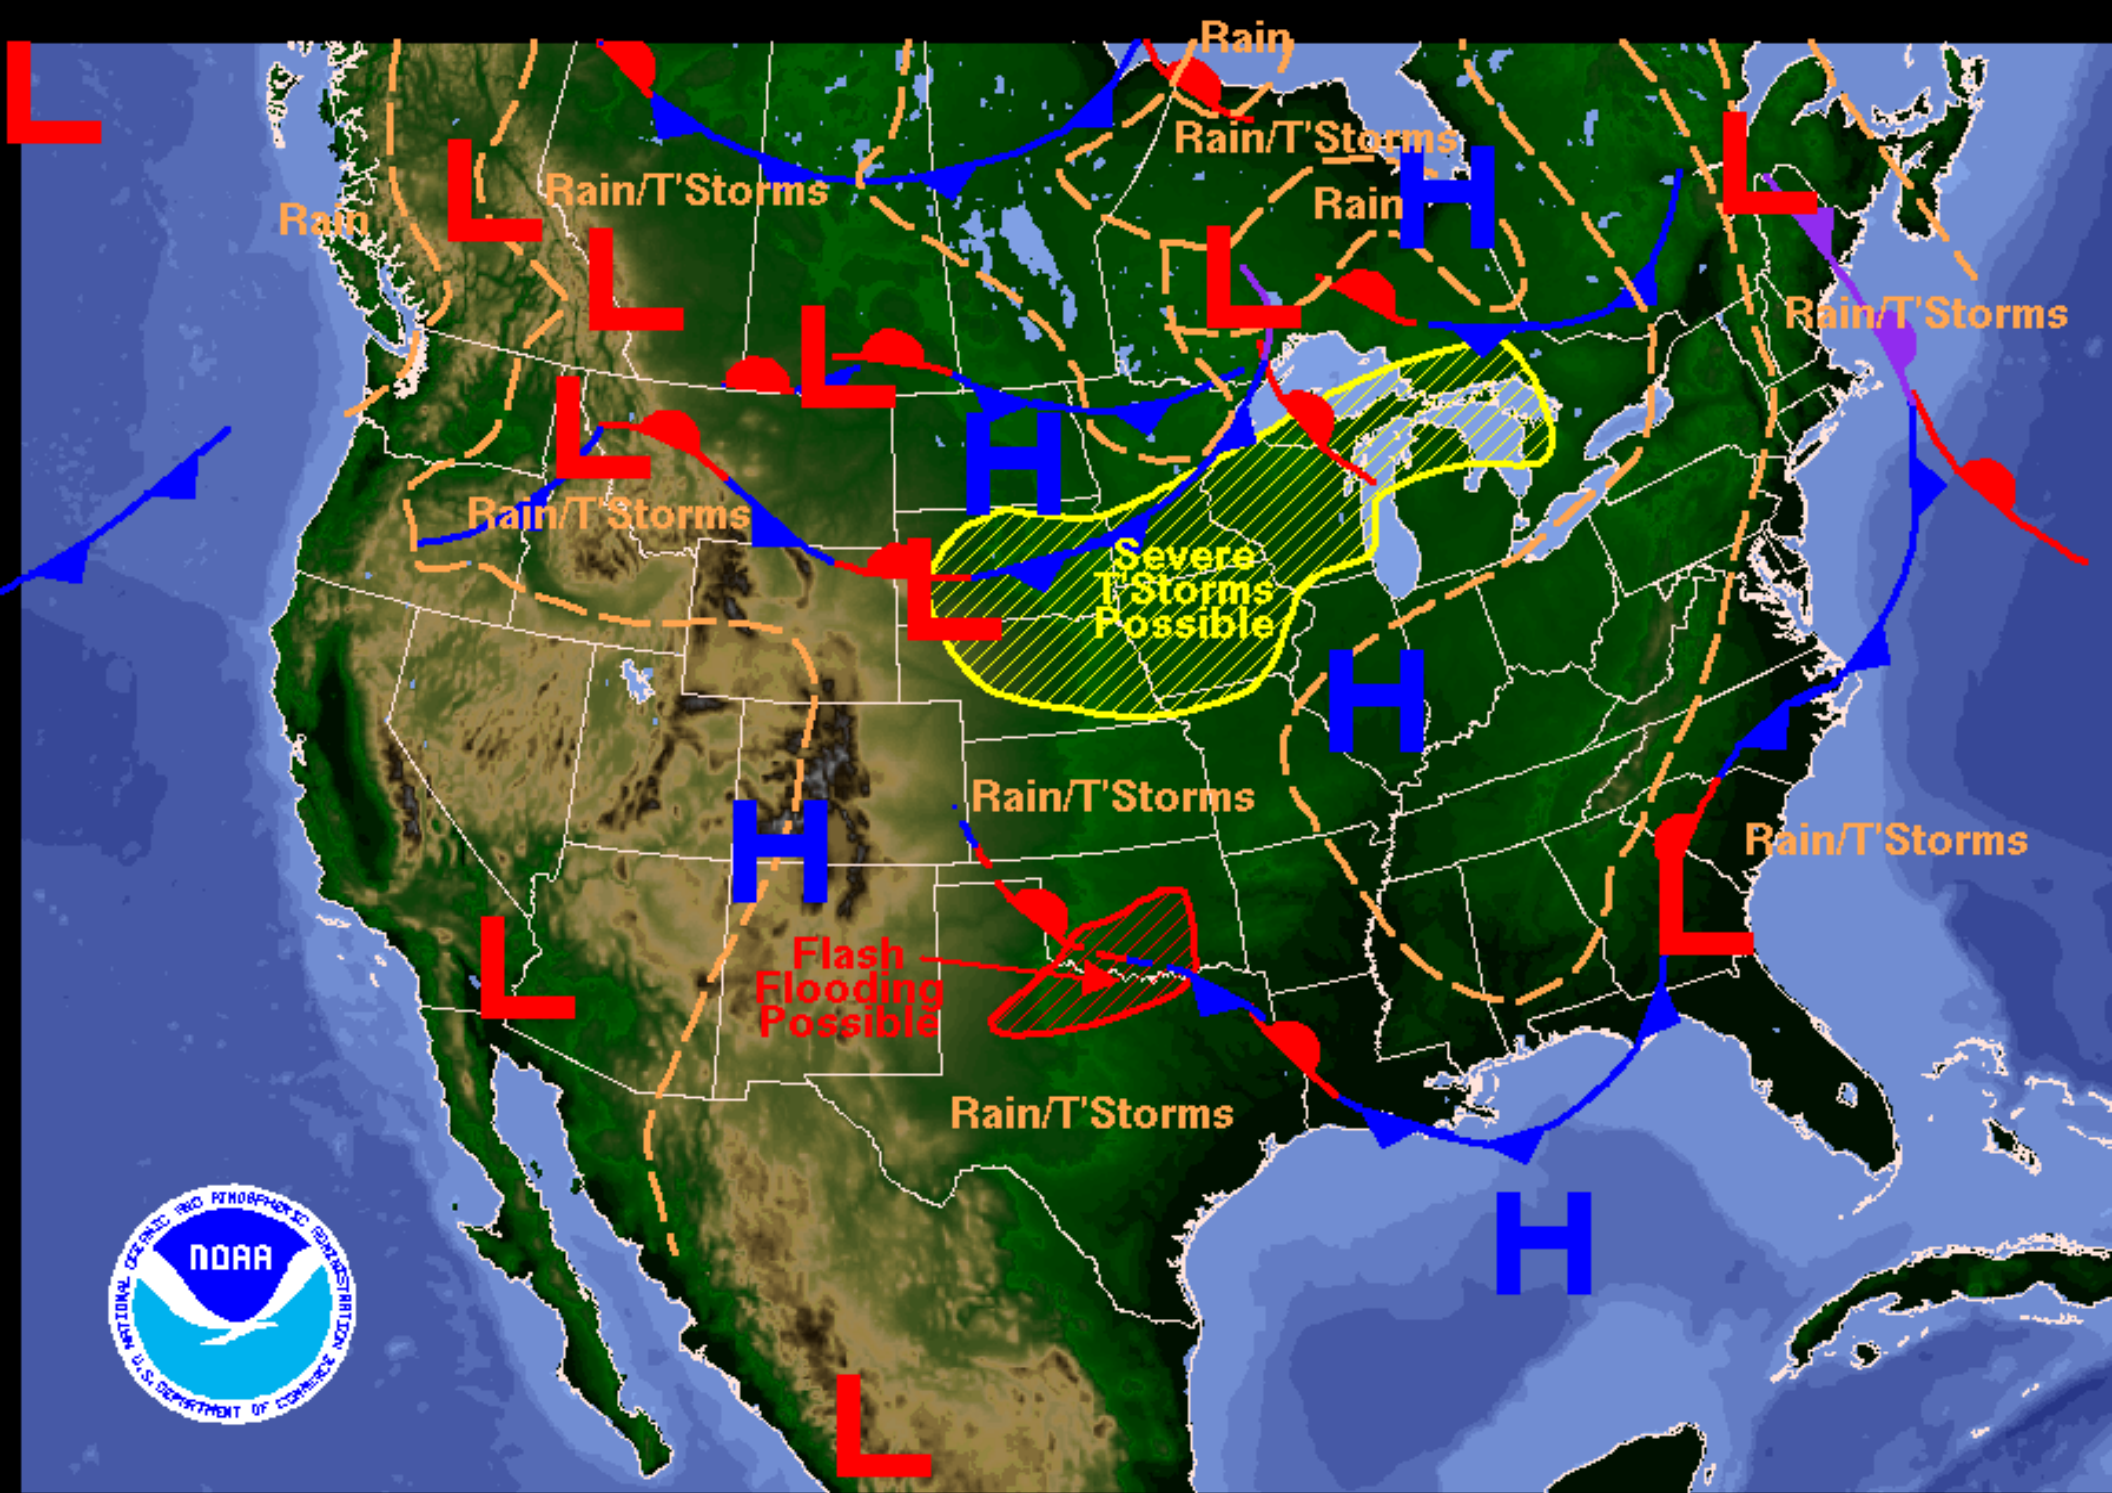 Rain
L
Rain/T'Storms
H
L
L
Rain/T'Storms
Rain
Rain
L
L
L
Rain/T'Storms
L
L
H
Rain/T'Storms
Severe
T'Storms
Possible
L
H
Rain/T'Storms
H
Rain/T'Storms
L
L
Flash
Flooding
Possible
Rain/T'Storms
H
NOAA
NATIONAL OCEANIC AND ATMOSPHERIC ADMINISTRATION
U.S. DEPARTMENT OF COMMERCE
L